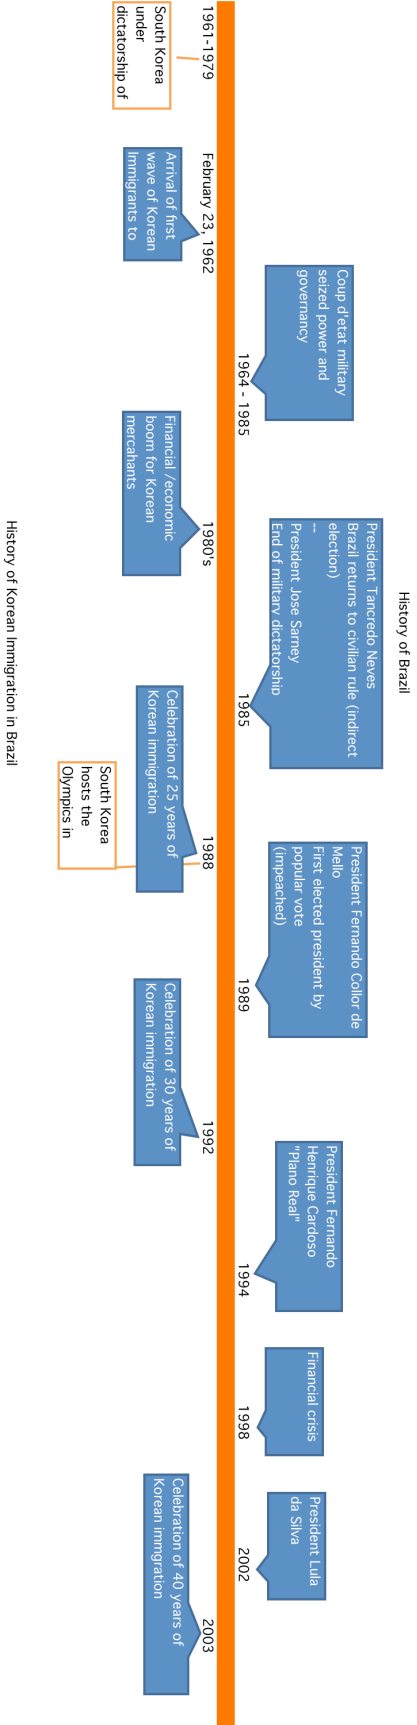 History of Brazil
Coup d'etat military
seized power and
governancy
1964 - 1985
President Tancredo Neves
Brazil returns to civilian rule (indirect
election)
--
President Jose Sarney
End of military dictatorship
1985
President Fernando Collor de
Mello
First elected president by
popular vote
(impeached)
1989
President Fernando
Henrique Cardoso
"Plano Real"
1994
Financial crisis
1998
President Lula
da Silva
2002
1961-1979
South Korea
under
dictatorship of
February 23, 1962
Arrival of first
wave of Korean
Immigrants to
1980's
Financial /economic
boom for Korean
mercahants
1988
Celebration of 25 years of
Korean immigration
South Korea
hosts the
Olympics in
1992
Celebration of 30 years of
Korean immigration
2003
Celebration of 40 years of
Korean immgration
History of Korean Immigration in Brazil